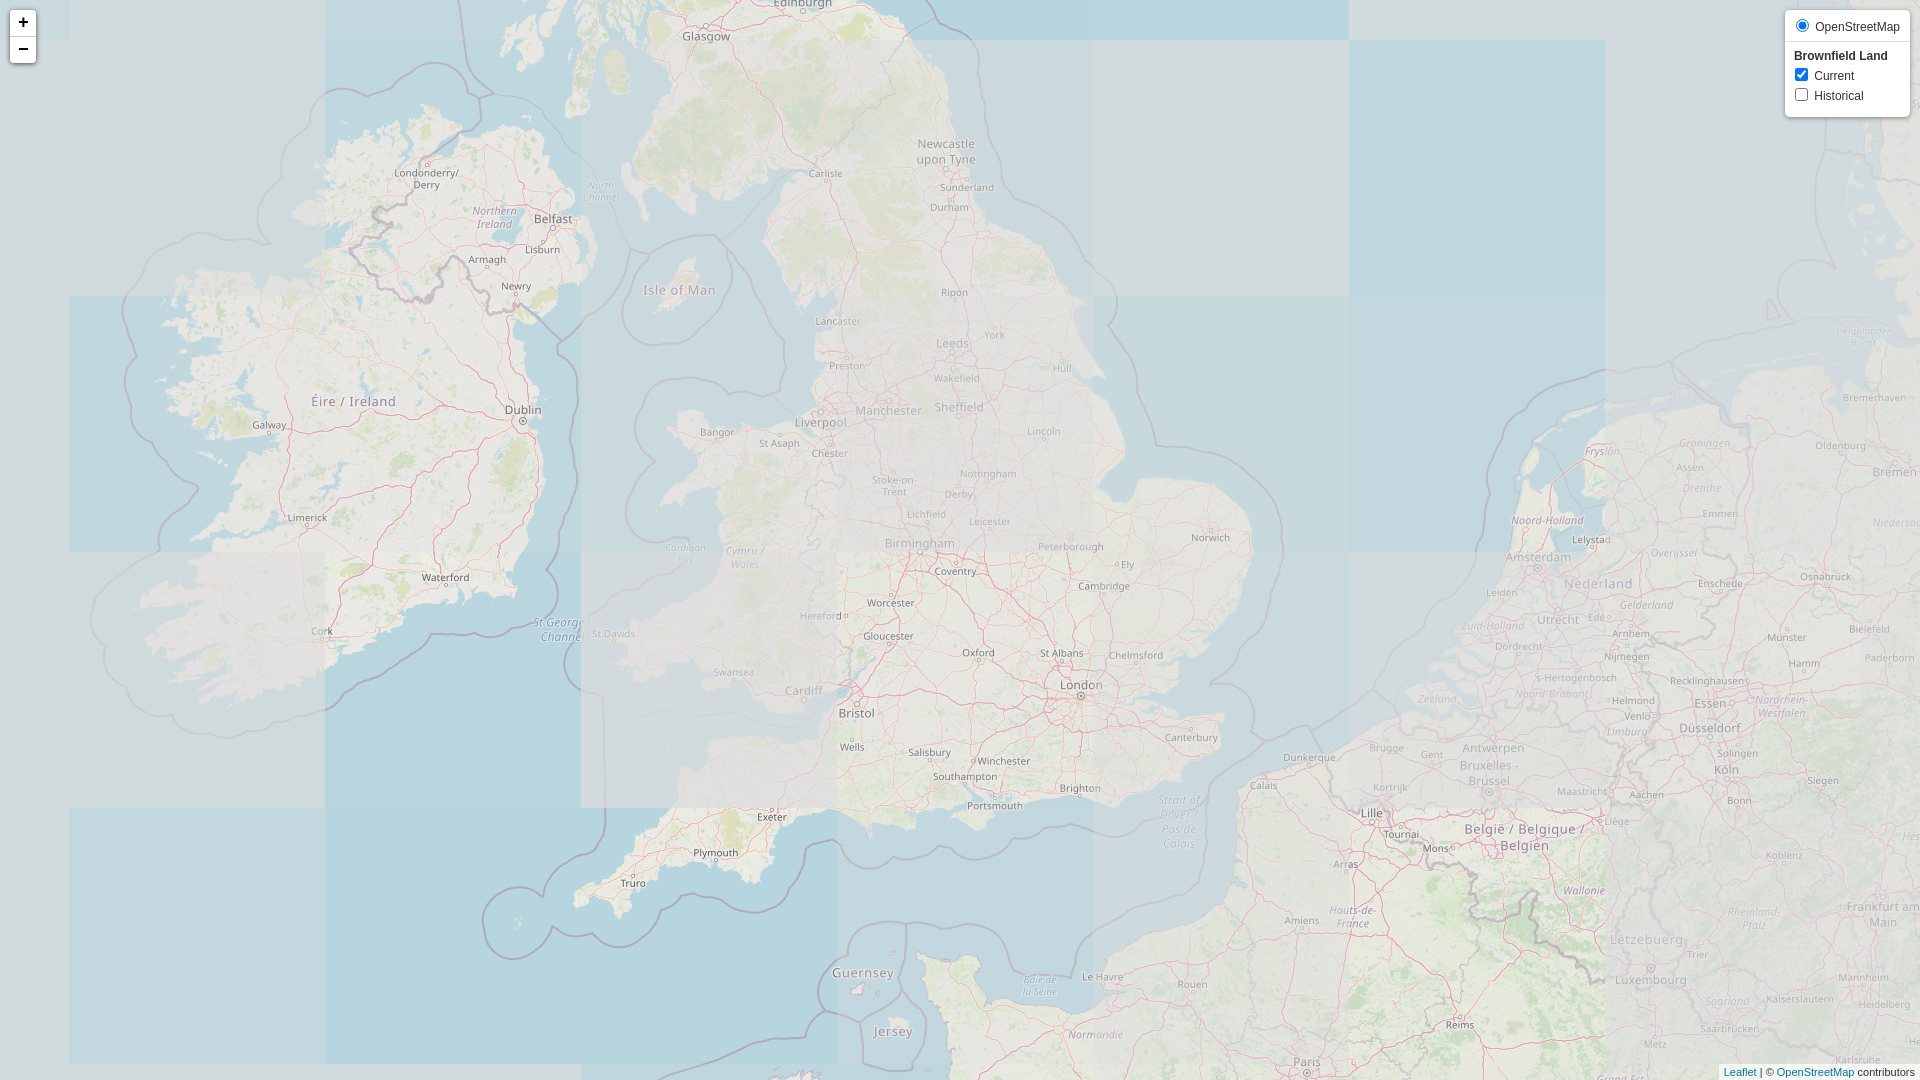 +
−
OpenStreetMap
Brownfield Land
Current
Historical
Edinburgh
Glasgow
Newcastle
upon Tyne
Carlisle
Sunderland
Durham
North
Channel
Londonderry/
Derry
Northern
Ireland
Belfast
Lisburn
Armagh
Newry
Isle of Man
Ripon
Lancaster
York
Leeds
Preston
Wakefield
Hull
Helgoländer
Bucht
Éire / Ireland
Dublin
Galway
Manchester
Sheffield
Liverpool
Bangor
St Asaph
Chester
Lincoln
Bremerhaven
Groningen
Oldenburg
Fryslân
Assen
Bremen
Stoke-on-
Trent
Nottingham
Derby
Drenthe
Limerick
Lichfield
Leicester
Noord-Holland
Emmen
Niedersac
Birmingham
Peterborough
Norwich
Lelystad
Cardigan
Bay
Cymru /
Wales
Coventry
Ely
Amsterdam
Overijssel
Waterford
Cambridge
Nederland
Enschede
Osnabrück
Worcester
Hereford
Leiden
Gelderland
St George's
Channel
St Davids
Cork
Gloucester
Utrecht
Ede
Zuid-Holland
Arnhem
Münster
Bielefeld
Oxford
St Albans
Chelmsford
Dordrecht
Nijmegen
Hamm
Paderborn
Swansea
Cardiff
London
's-Hertogenbosch
Recklinghausen
Noord-Brabant
Zeeland
Helmond
Essen
Nordrhein-
Westfalen
Bristol
Venlo
Düsseldorf
Limburg
Canterbury
Wells
Salisbury
Winchester
Dunkerque
Brugge
Gent
Antwerpen
Solingen
Bruxelles -
Brussel
Köln
Southampton
Brighton
Calais
Kortrijk
Maastricht
Aachen
Siegen
Portsmouth
Strait of
Dover /
Pas de
Calais
Bonn
Exeter
Lille
Tournai
Liège
België / Belgique /
Belgien
Plymouth
Mons
Koblenz
Arras
Truro
Wallonie
Hauts-de-
France
Rheinland-
Pfalz
Frankfurt am
Main
Amiens
Lëtzebuerg
Trier
Guernsey
Baie de
la Seine
Le Havre
Rouen
Luxembourg
Mannheim
Saarland
Kaiserslautern
Heidelberg
Jersey
Normandie
Reims
Saarbrücken
Metz
Paris
Karlsruhe
Grand Est
Leaflet | © OpenStreetMap contributors